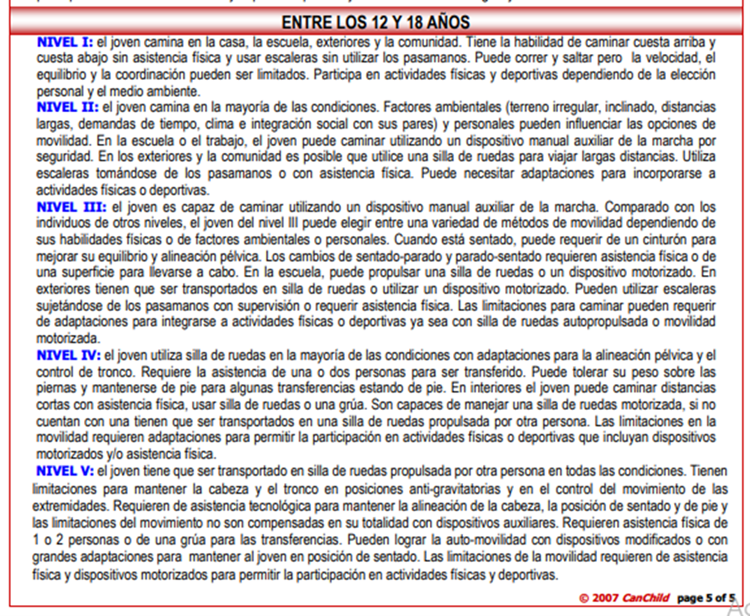 ENTRE LOS 12 Y 18 AÑOS
NIVEL I: el joven camina en la casa, la escuela, exteriores y la comunidad. Tiene la habilidad de caminar cuesta arriba y
cuesta abajo sin asistencia física y usar escaleras sin utilizar los pasamanos. Puede correr y saltar pero la velocidad, el
equilibrio y la coordinación pueden ser limitados. Participa en actividades físicas y deportivas dependiendo de la elección
personal y el medio ambiente.
NIVEL II: el joven camina en la mayoría de las condiciones. Factores ambientales (terreno irregular, inclinado, distancias
largas, demandas de tiempo, clima e integración social con sus pares) y personales pueden influenciar las opciones de
movilidad. En la escuela o el trabajo, el joven puede caminar utilizando un dispositivo manual auxiliar de la marcha por
seguridad. En los exteriores y la comunidad es posible que utilice una silla de ruedas para viajar largas distancias. Utiliza
escaleras tomándose de los pasamanos o con asistencia física. Puede necesitar adaptaciones para incorporarse a
actividades físicas o deportivas.
NIVEL III: el joven es capaz de caminar utilizando un dispositivo manual auxiliar de la marcha. Comparado con los
individuos de otros niveles, el joven del nivel III puede elegir entre una variedad de métodos de movilidad dependiendo de
sus habilidades físicas o de factores ambientales o personales. Cuando está sentado, puede requerir de un cinturón para
mejorar su equilibrio y alineación pélvica. Los cambios de sentado-parado y parado-sentado requieren asistencia física o de
una superficie para llevarse a cabo. En la escuela, puede propulsar una silla de ruedas o un dispositivo motorizado. En
exteriores tienen que ser transportados en silla de ruedas o utilizar un dispositivo motorizado. Pueden utilizar escaleras
sujetándose de los pasamanos con supervisión o requerir asistencia física. Las limitaciones para caminar pueden requerir
de adaptaciones para integrarse a actividades físicas o deportivas ya sea con silla de ruedas autopropulsada o movilidad
motorizada.
NIVEL IV: el joven utiliza silla de ruedas en la mayoría de las condiciones con adaptaciones para la alineación pélvica y el
control de tronco. Requiere la asistencia de una o dos personas para ser transferido. Puede tolerar su peso sobre las
piernas y mantenerse de pie para algunas transferencias estando de pie. En interiores el joven puede caminar distancias
cortas con asistencia física, usar silla de ruedas o una grúa. Son capaces de manejar una silla de ruedas motorizada, si no
cuentan con una tienen que ser transportados en una silla de ruedas propulsada por otra persona. Las limitaciones en la
movilidad requieren adaptaciones para permitir la participación en actividades físicas o deportivas que incluyan dispositivos
motorizados y/o asistencia física.
NIVEL V: el joven tiene que ser transportado en silla de ruedas propulsada por otra persona en todas las condiciones. Tienen
limitaciones para mantener la cabeza y el tronco en posiciones anti-gravitatorias y en el control del movimiento de las
extremidades. Requieren de asistencia tecnológica para mantener la alineación de la cabeza, la posición de sentado y de pie y
las limitaciones del movimiento no son compensadas en su totalidad con dispositivos auxiliares. Requieren asistencia física de
1 o 2 personas o de una grúa para las transferencias. Pueden lograr la auto-movilidad con dispositivos modificados o con
grandes adaptaciones para mantener al joven en posición de sentado. Las limitaciones de la movilidad requieren de asistencia
física y dispositivos motorizados para permitir la participación en actividades físicas y deportivas.
© 2007 CanChild page 5 of 5